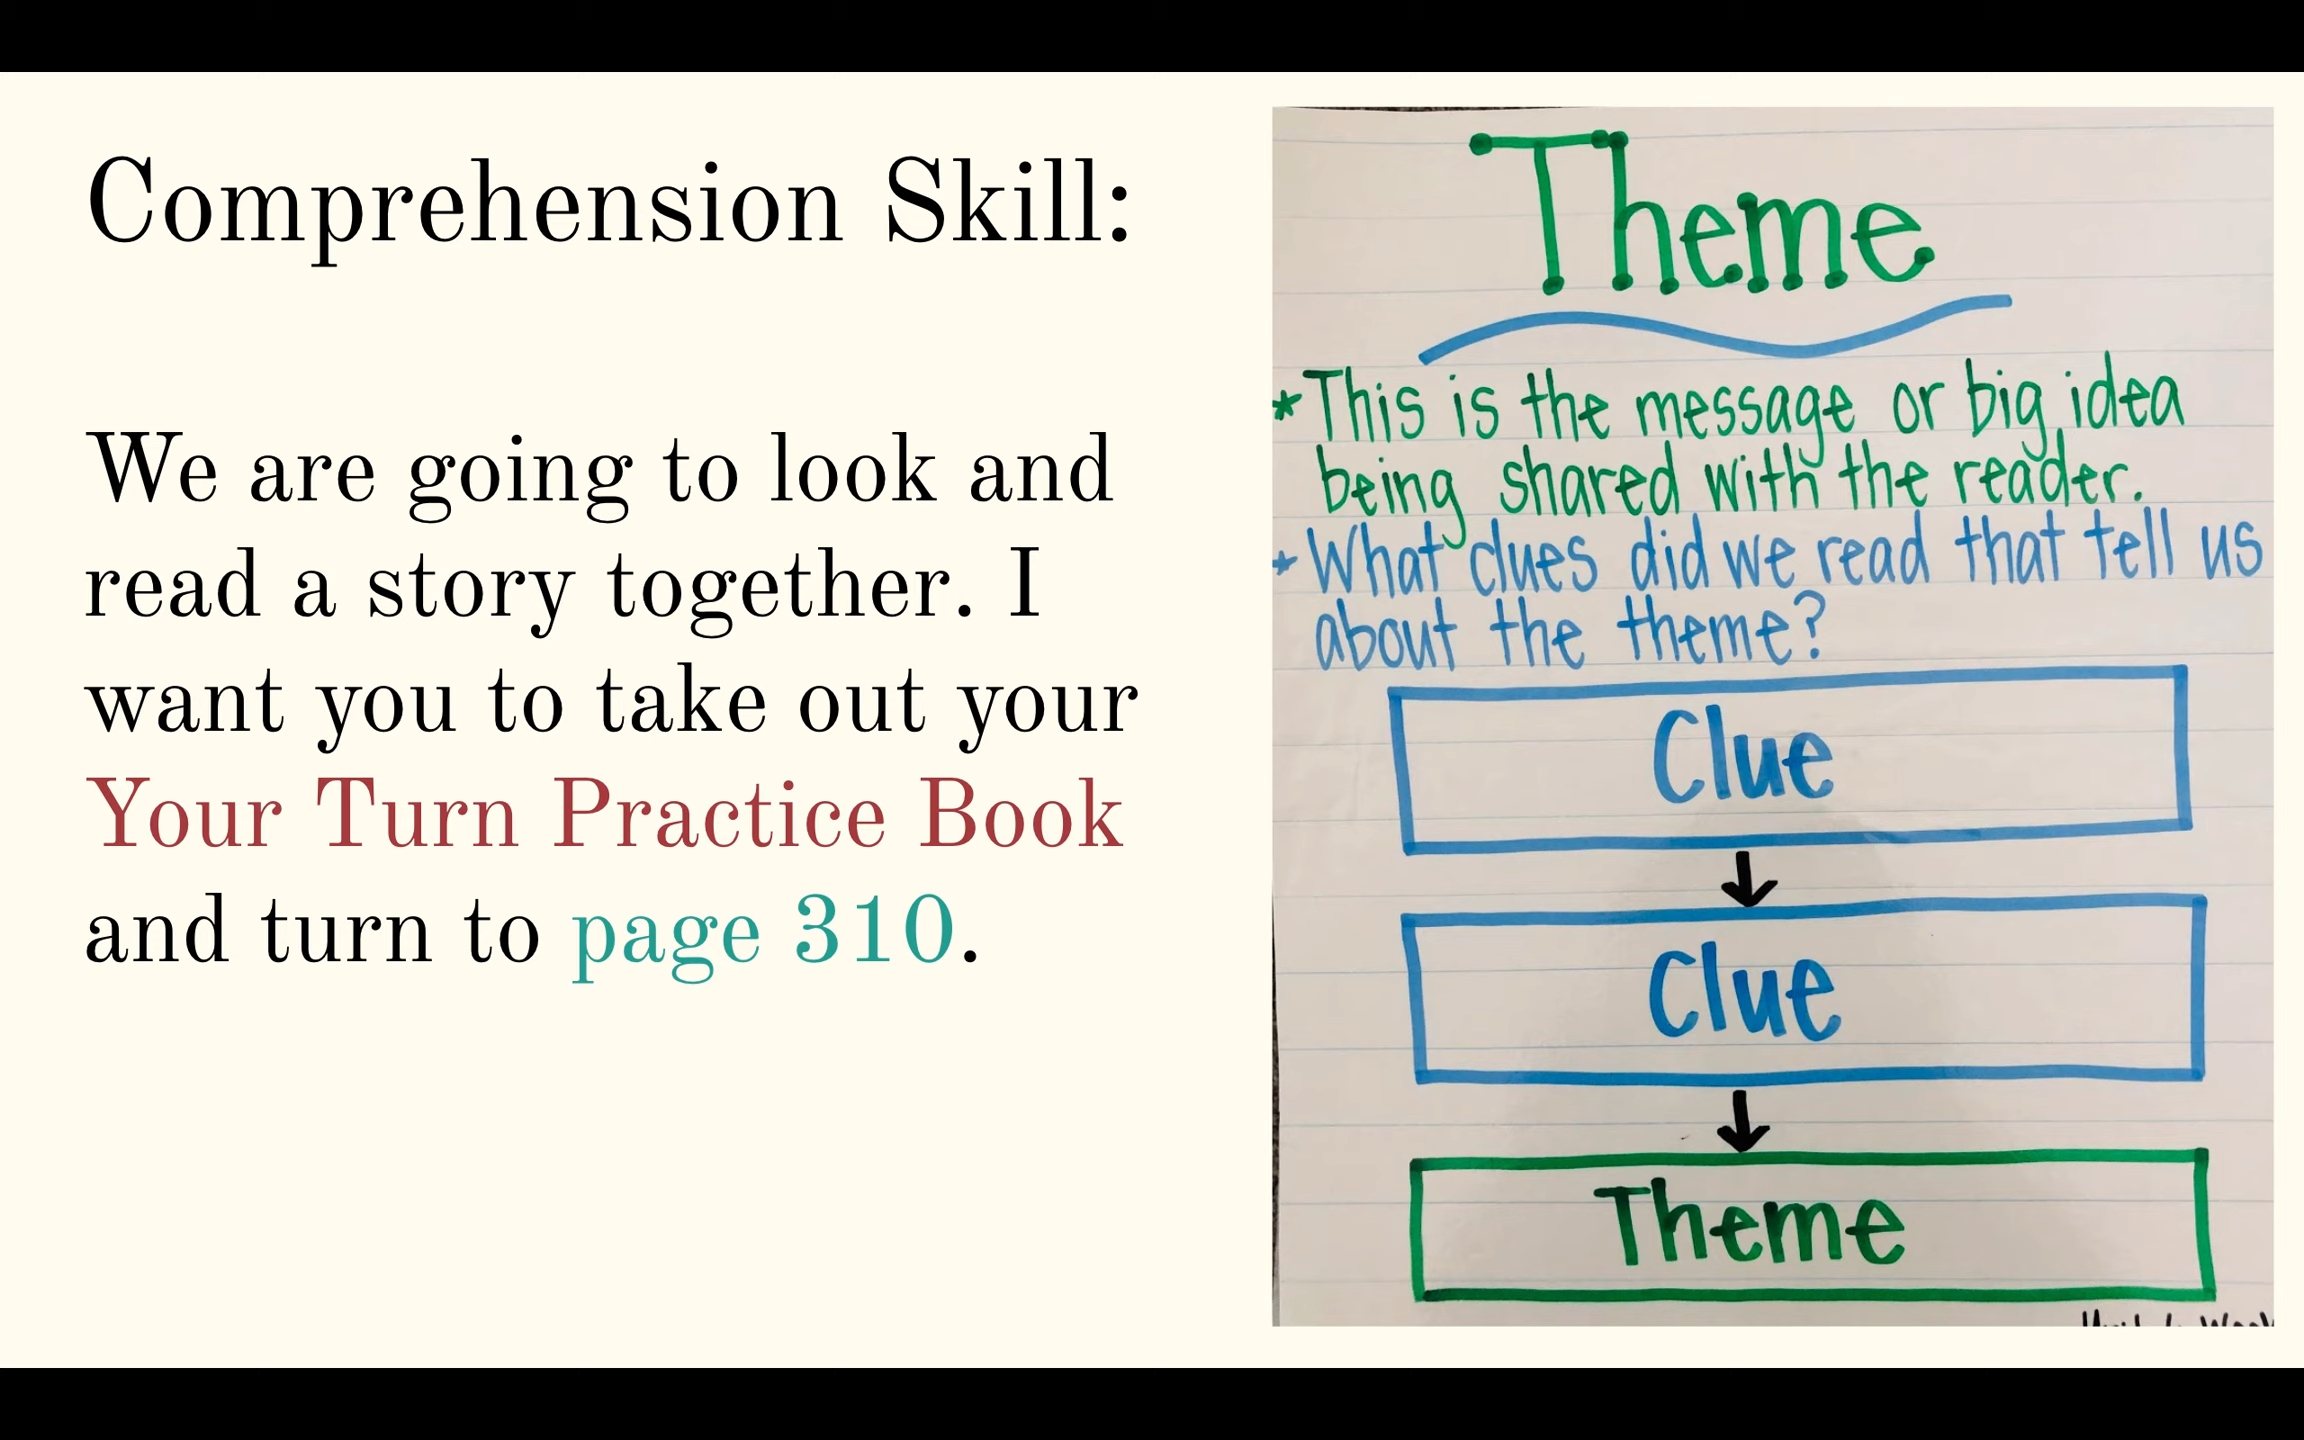 Comprehension Skill:
We are going to look and
read a story together. I
want you to take out your
Your Turn Practice Book
and turn to page 310.
Theme
*This is the message or big idea
being shared with the reader.
*What clues did we read that tell us
about the theme?
Clue
Clue
Theme